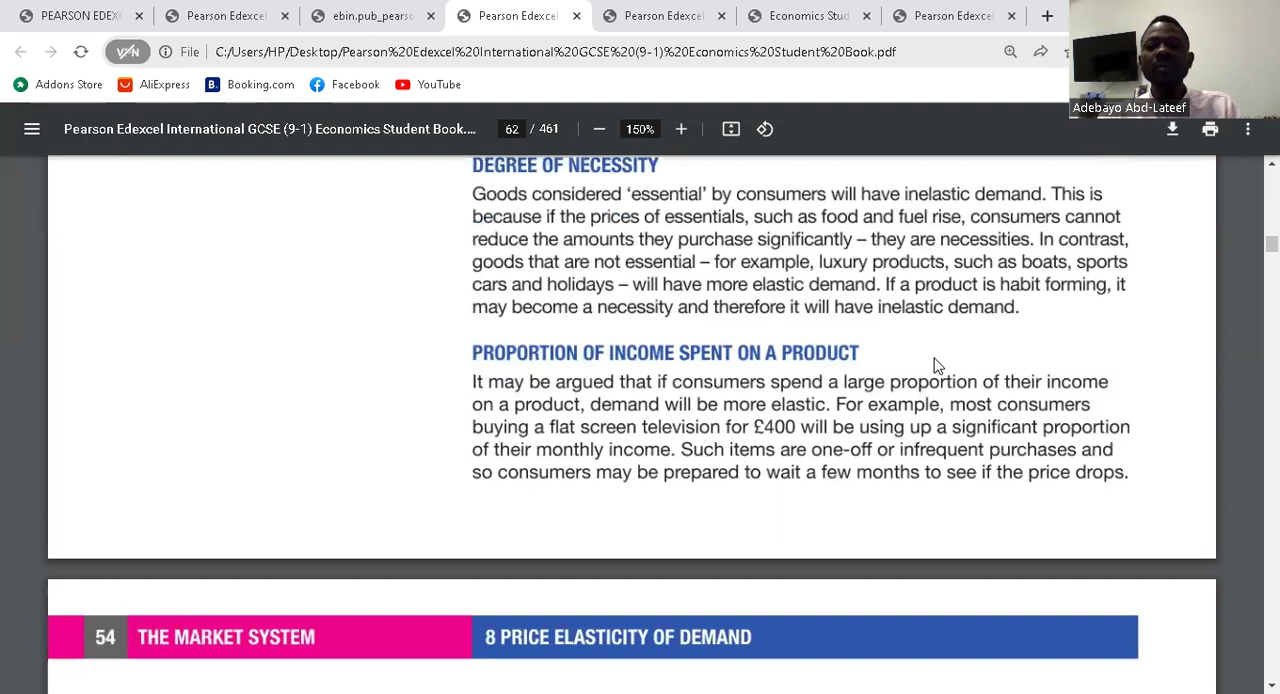 PEARSON EDEX
Pearson Edexcel
ebin.pub_pearso
Pearson Edexcel
Pearson Edexcel
Economics Stud
Pearson Edexcel
VPN
File
C:/Users/HP/Desktop/Pearson%20Edexcel%20International%20GCSE%20(9-1)%20Economics%20Student%20Book.pdf
Addons Store
AliExpress
B.
Booking.com
Facebook
YouTube
Adebayo Abd-Lateef
Pearson Edexcel International GCSE (9-1) Economics Student Book....
62 / 461
150%
DEGREE OF NECESSITY
Goods considered ‘essential’ by consumers will have inelastic demand. This is
because if the prices of essentials, such as food and fuel rise, consumers cannot
reduce the amounts they purchase significantly – they are necessities. In contrast,
goods that are not essential – for example, luxury products, such as boats, sports
cars and holidays – will have more elastic demand. If a product is habit forming, it
may become a necessity and therefore it will have inelastic demand.
PROPORTION OF INCOME SPENT ON A PRODUCT
It may be argued that if consumers spend a large proportion of their income
on a product, demand will be more elastic. For example, most consumers
buying a flat screen television for £400 will be using up a significant proportion
of their monthly income. Such items are one-off or infrequent purchases and
so consumers may be prepared to wait a few months to see if the price drops.
54 THE MARKET SYSTEM
8 PRICE ELASTICITY OF DEMAND